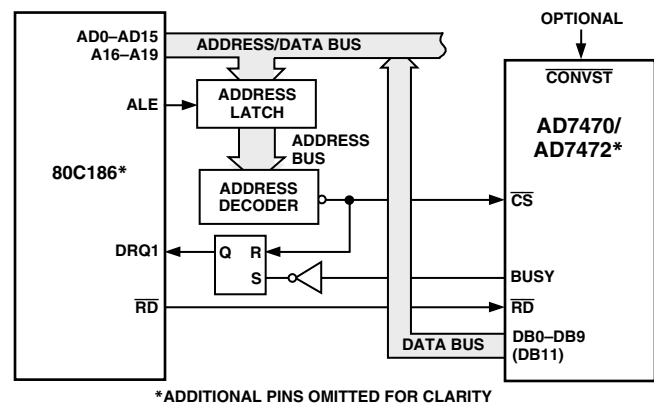 OPTIONAL
AD0–AD15
A16–A19
ADDRESS/DATA BUS
CONVST
ALE
ADDRESS
LATCH
AD7470/
AD7472*
ADDRESS
BUS
80C186*
ADDRESS
DECODER
CS
DRQ1
Q R
S
BUSY
RD
RD
DATA BUS
DB0–DB9
(DB11)
*ADDITIONAL PINS OMITTED FOR CLARITY